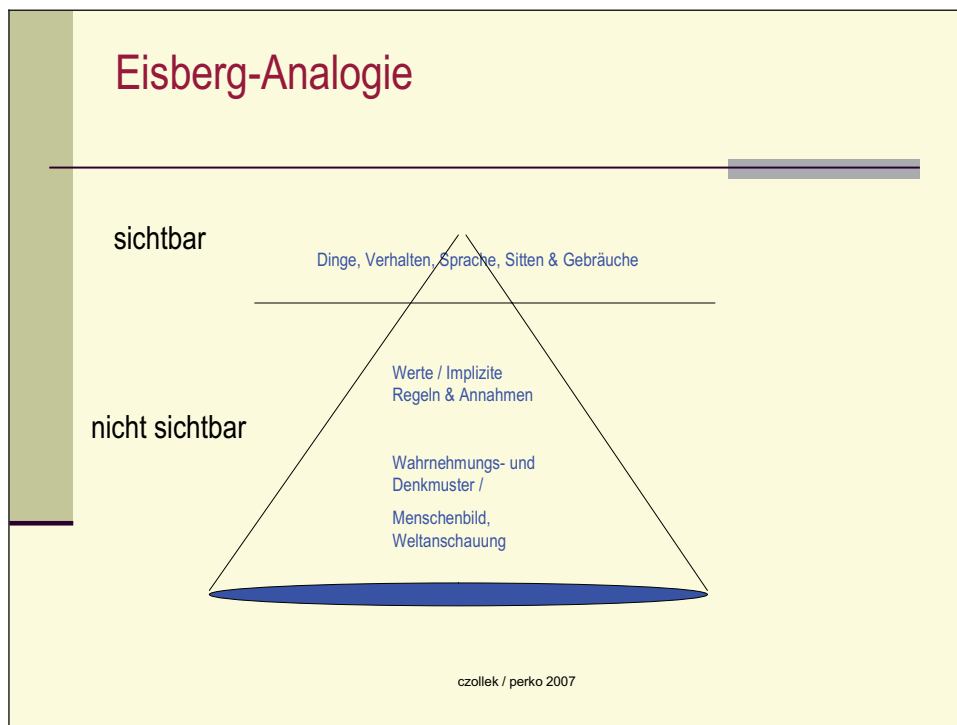 Eisberg-Analogie
sichtbar
Dinge, Verhalten, Sprache, Sitten & Gebräuche
Werte / Implizite
Regeln & Annahmen
nicht sichtbar
Wahrnehmungs- und
Denkmuster /
Menschenbild,
Weltanschauung
czollek / perko 2007